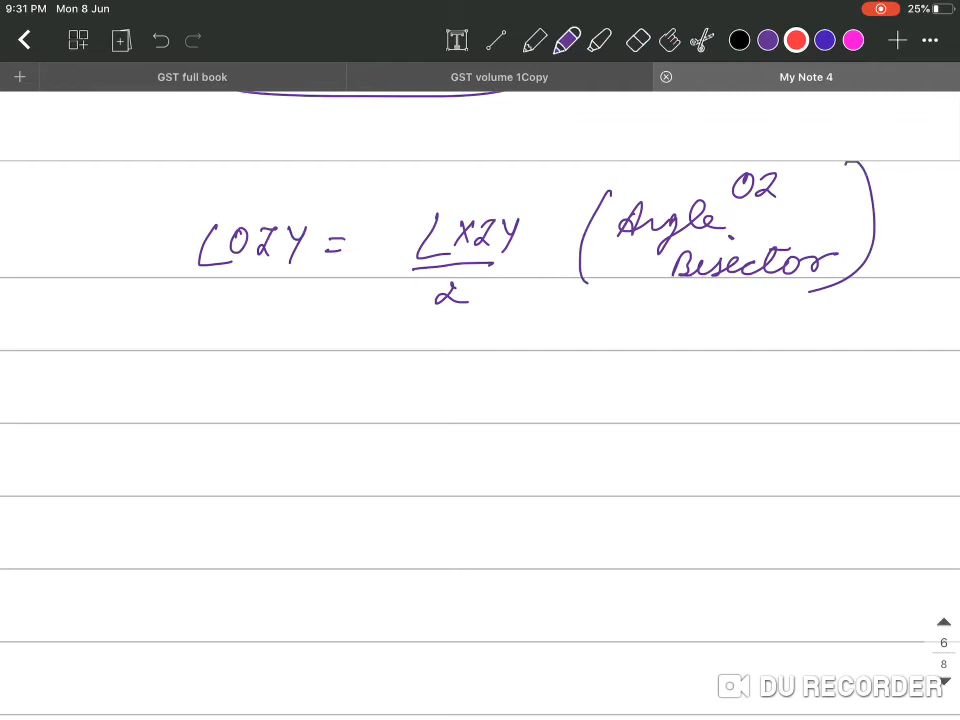 9:31 PM Mon 8 Jun 25%
GST full book GST volume 1Copy My Note 4
∠OZY = ∠XZY / 2 (Angle OZ
Bisector)
6
8
DU RECORDER